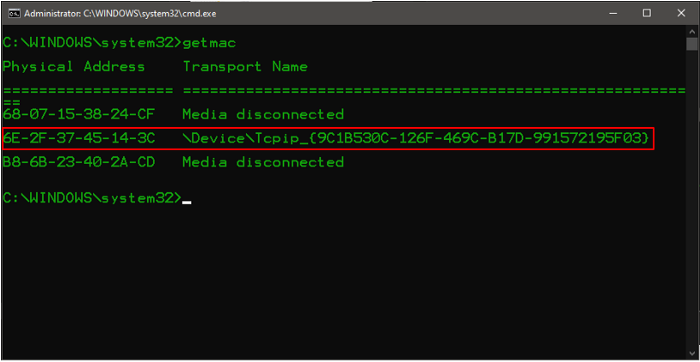 Administrator: C:\WINDOWS\system32\cmd.exe
C:\WINDOWS\system32>getmac
Physical Address    Transport Name
=================== ========================================================
==
68-07-15-38-24-CF   Media disconnected
6E-2F-37-45-14-3C   \Device\Tcpip_{9C1B530C-126F-469C-B17D-991572195F03}
B8-6B-23-40-2A-CD   Media disconnected
C:\WINDOWS\system32>